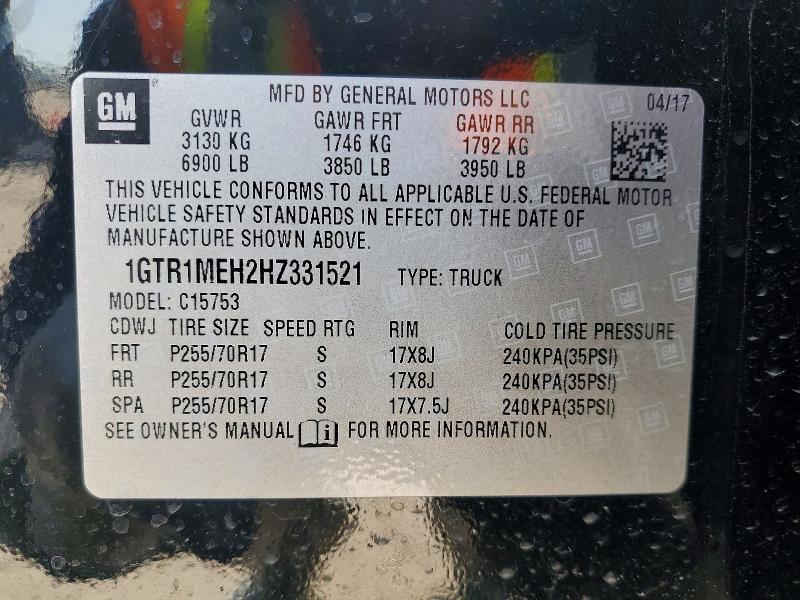 GM
MFD BY GENERAL MOTORS LLC 04/17
GVWR GAWR FRT GAWR RR
3130 KG 1746 KG 1792 KG
6900 LB 3850 LB 3950 LB
THIS VEHICLE CONFORMS TO ALL APPLICABLE U.S. FEDERAL MOTOR
VEHICLE SAFETY STANDARDS IN EFFECT ON THE DATE OF
MANUFACTURE SHOWN ABOVE.
1GTR1MEH2HZ331521 TYPE: TRUCK
MODEL: C15753
CDWJ TIRE SIZE SPEED RTG RIM COLD TIRE PRESSURE
FRT P255/70R17 S 17X8J 240KPA(35PSI)
RR P255/70R17 S 17X8J 240KPA(35PSI)
SPA P255/70R17 S 17X7.5J 240KPA(35PSI)
SEE OWNER'S MANUAL FOR MORE INFORMATION.